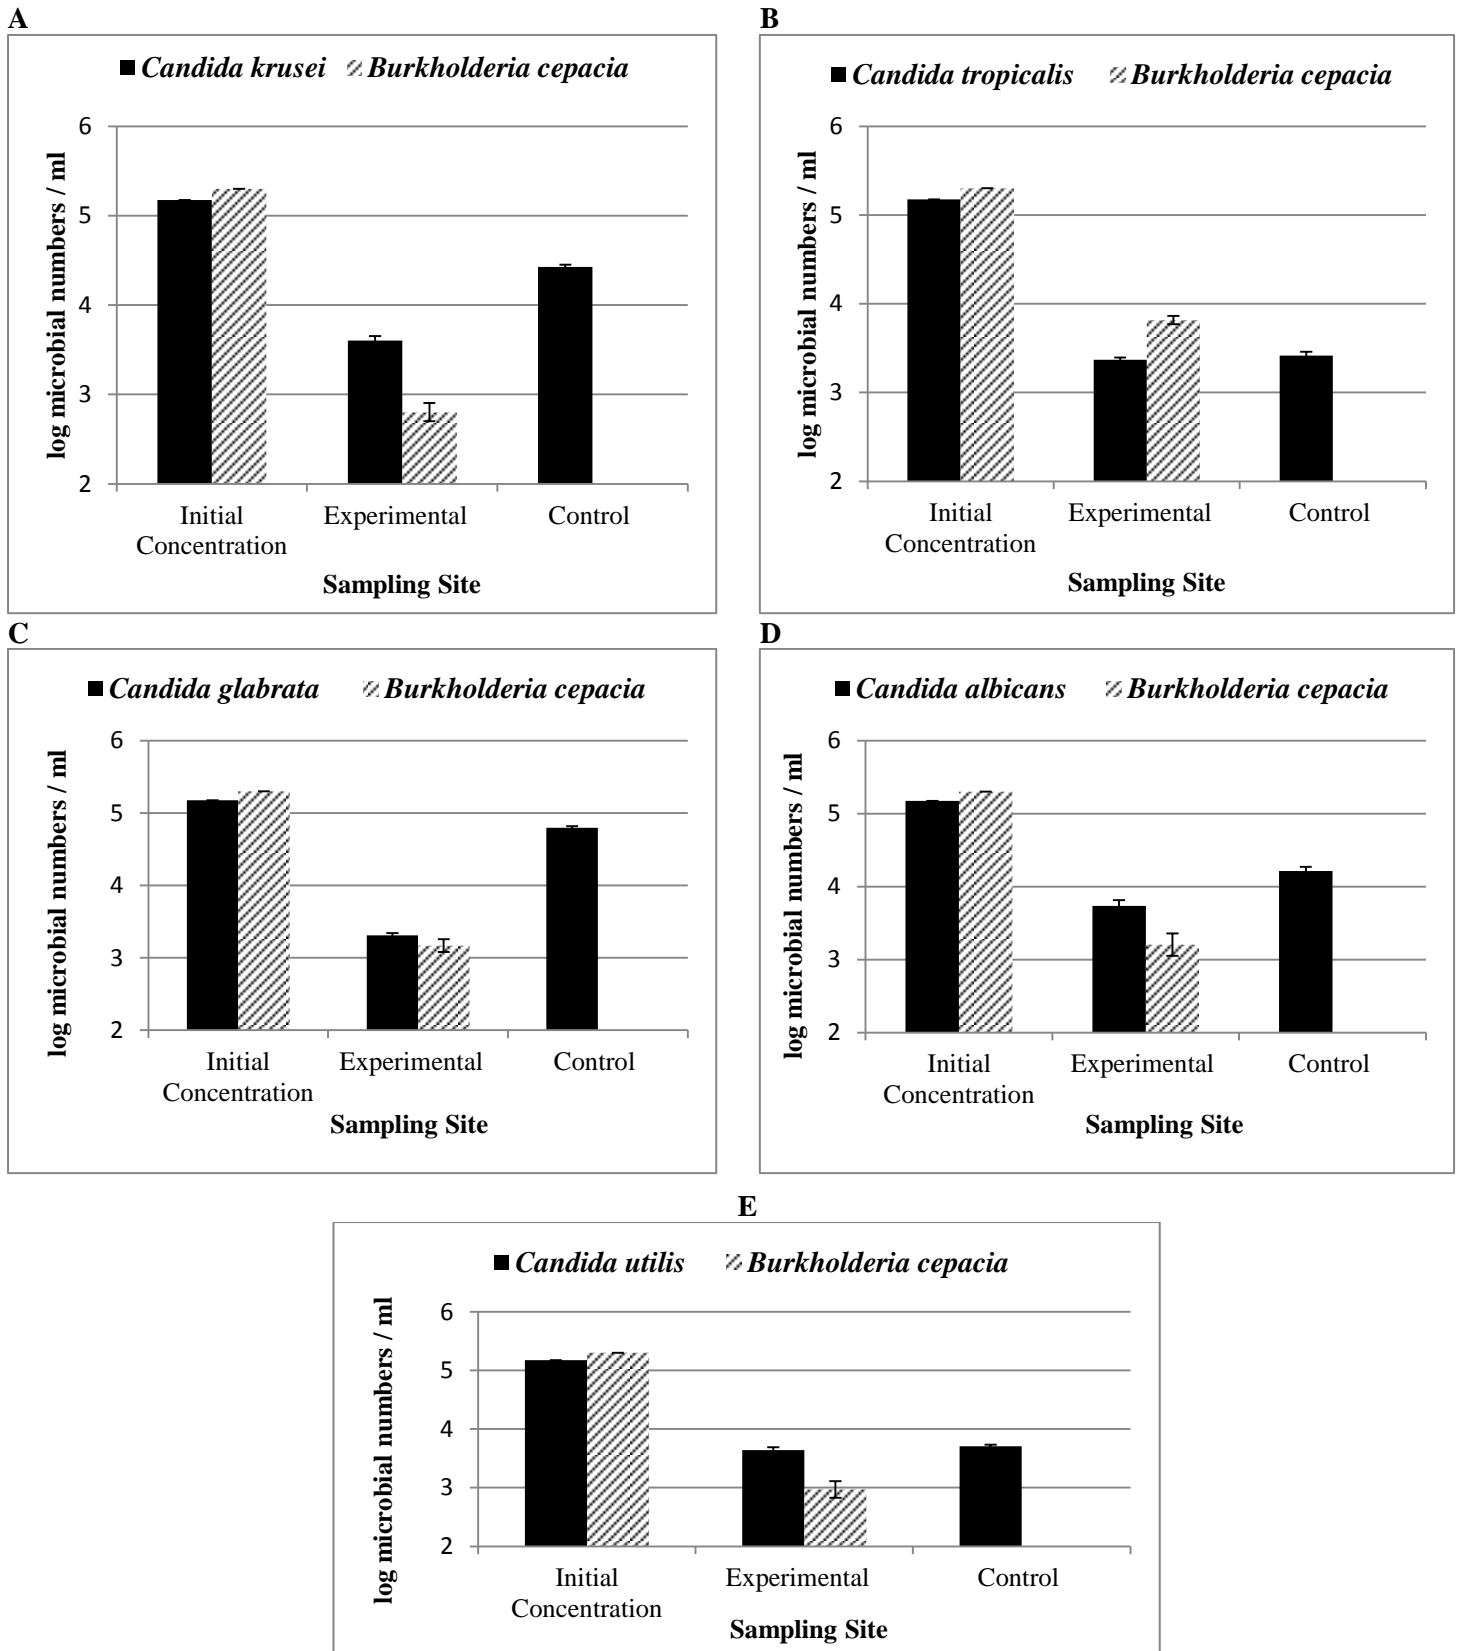 A
Candida krusei Burkholderia cepacia
log microbial numbers / ml
6
5
4
3
2
Initial Concentration
Experimental
Control
Sampling Site
B
Candida tropicalis Burkholderia cepacia
log microbial numbers / ml
6
5
4
3
2
Initial Concentration
Experimental
Control
Sampling Site
C
Candida glabrata Burkholderia cepacia
log microbial numbers / ml
6
5
4
3
2
Initial Concentration
Experimental
Control
Sampling Site
D
Candida albicans Burkholderia cepacia
log microbial numbers / ml
6
5
4
3
2
Initial Concentration
Experimental
Control
Sampling Site
E
Candida utilis Burkholderia cepacia
log microbial numbers / ml
6
5
4
3
2
Initial Concentration
Experimental
Control
Sampling Site